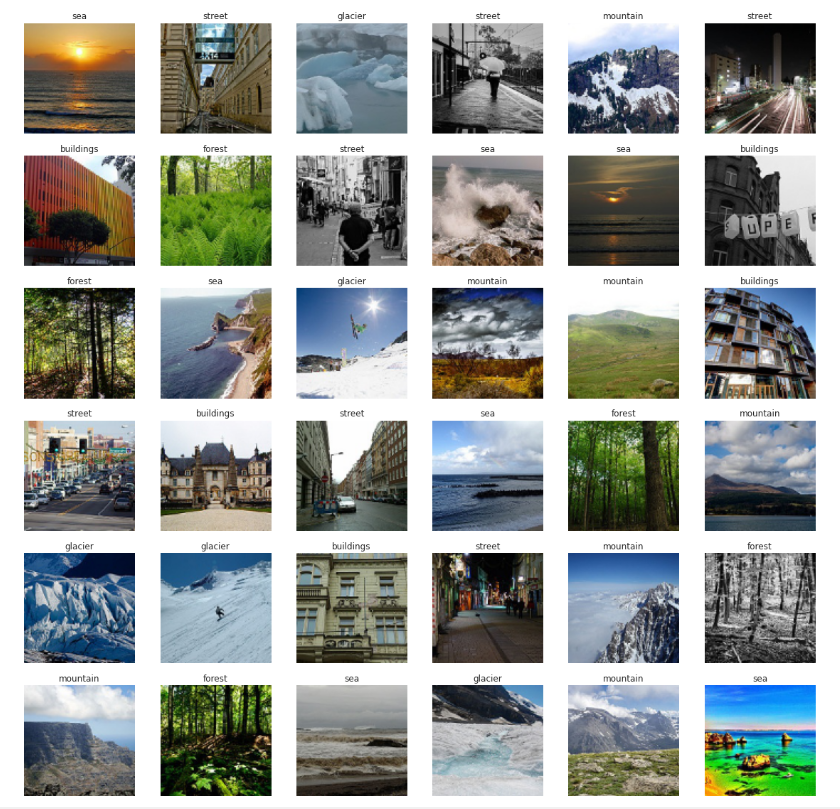 sea street glacier street mountain street
buildings forest street sea sea buildings
SUPER
forest sea glacier mountain mountain buildings
street buildings street sea forest mountain
glacier glacier buildings street mountain forest
mountain forest sea glacier mountain sea